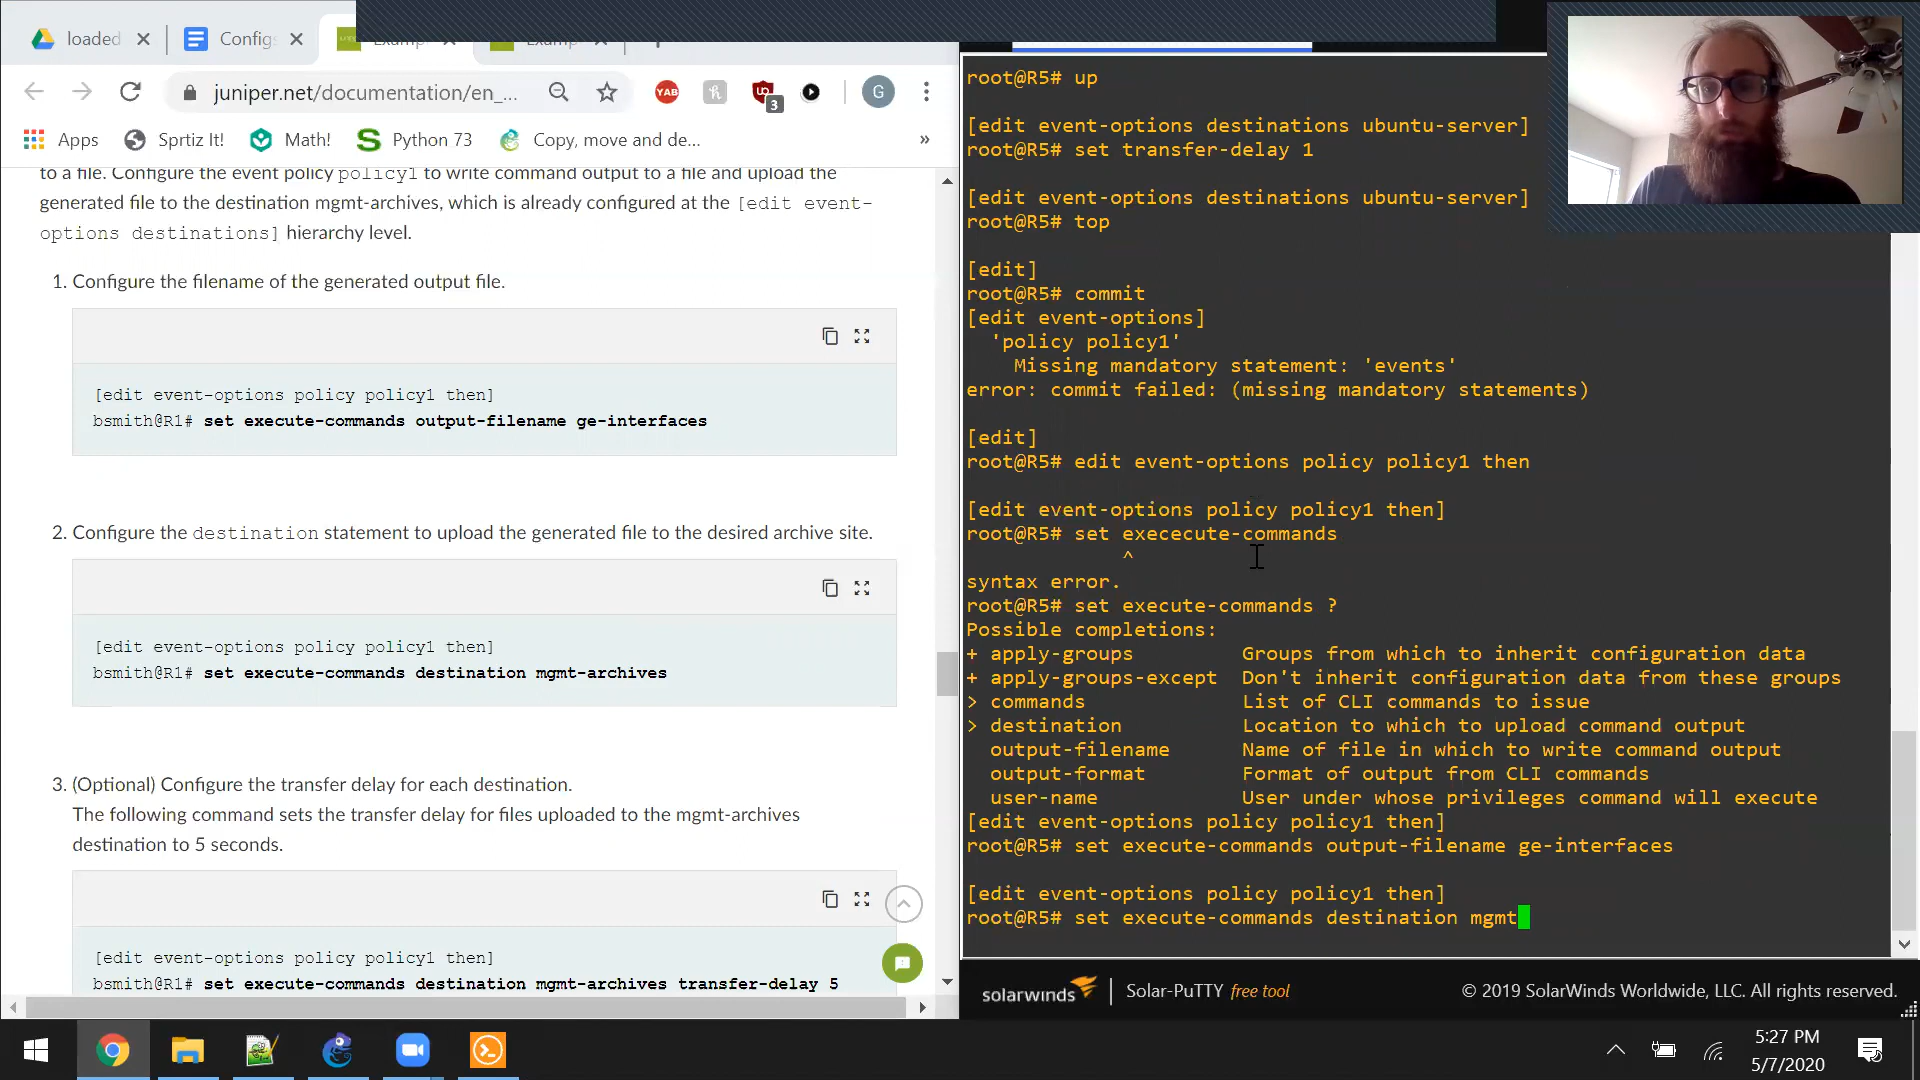 loaded
Config
juniper.net/documentation/en_...
YAB
3
G
Apps
Sprtiz It!
Math!
Python 73
Copy, move and de...
»
to a file. Configure the event policy policy1 to write command output to a file and upload the
generated file to the destination mgmt-archives, which is already configured at the [edit event-
options destinations] hierarchy level.
1. Configure the filename of the generated output file.
[edit event-options policy policy1 then]
bsmith@R1# set execute-commands output-filename ge-interfaces
2. Configure the destination statement to upload the generated file to the desired archive site.
[edit event-options policy policy1 then]
bsmith@R1# set execute-commands destination mgmt-archives
3. (Optional) Configure the transfer delay for each destination.
The following command sets the transfer delay for files uploaded to the mgmt-archives
destination to 5 seconds.
[edit event-options policy policy1 then]
bsmith@R1# set execute-commands destination mgmt-archives transfer-delay 5
root@R5# up
[edit event-options destinations ubuntu-server]
root@R5# set transfer-delay 1
[edit event-options destinations ubuntu-server]
root@R5# top
[edit]
root@R5# commit
[edit event-options]
'policy policy1'
Missing mandatory statement: 'events'
error: commit failed: (missing mandatory statements)
[edit]
root@R5# edit event-options policy policy1 then
[edit event-options policy policy1 then]
root@R5# set exececute-commands
^
syntax error.
root@R5# set execute-commands ?
Possible completions:
+ apply-groups Groups from which to inherit configuration data
+ apply-groups-except Don't inherit configuration data from these groups
> commands List of CLI commands to issue
> destination Location to which to upload command output
output-filename Name of file in which to write command output
output-format Format of output from CLI commands
user-name User under whose privileges command will execute
[edit event-options policy policy1 then]
root@R5# set execute-commands output-filename ge-interfaces
[edit event-options policy policy1 then]
root@R5# set execute-commands destination mgmt
solarwinds
Solar-PuTTY free tool
© 2019 SolarWinds Worldwide, LLC. All rights reserved.
5:27 PM
5/7/2020